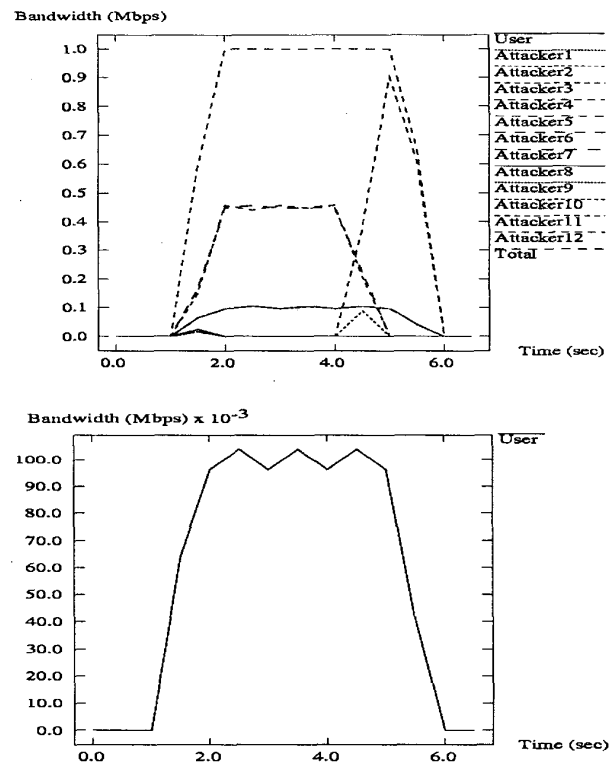 Bandwidth (Mbps)
1.0
0.9
0.8
0.7
0.6
0.5
0.4
0.3
0.2
0.1
0.0
0.0 2.0 4.0 6.0
Time (sec)
User
Attacker1
Attacker2
Attacker3
Attacker4
Attacker5
Attacker6
Attacker7
Attacker8
Attacker9
Attacker10
Attacker11
Attacker12
Total
Bandwidth (Mbps) x 10-3
100.0
90.0
80.0
70.0
60.0
50.0
40.0
30.0
20.0
10.0
0.0
0.0 2.0 4.0 6.0
Time (sec)
User